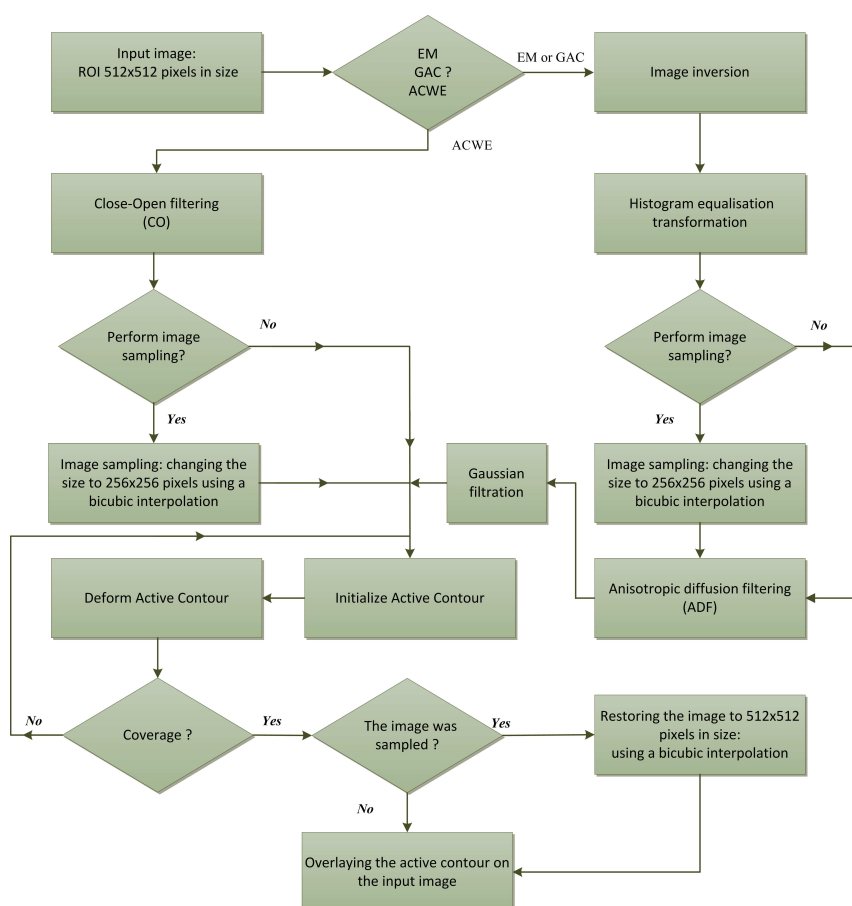 Input image:
ROI 512x512 pixels in size
EM
GAC ?
ACWE
EM or GAC
Image inversion
ACWE
Close-Open filtering
(CO)
Histogram equalisation
transformation
Perform image
sampling?
No
Yes
Perform image
sampling?
No
Yes
Image sampling: changing the
size to 256x256 pixels using a
bicubic interpolation
Gaussian
filtration
Image sampling: changing the
size to 256x256 pixels using a
bicubic interpolation
Deform Active Contour
Initialize Active Contour
Anisotropic diffusion filtering
(ADF)
No
Coverage ?
Yes
The image was
sampled ?
Yes
Restoring the image to 512x512
pixels in size:
using a bicubic interpolation
No
Overlaying the active contour on
the input image